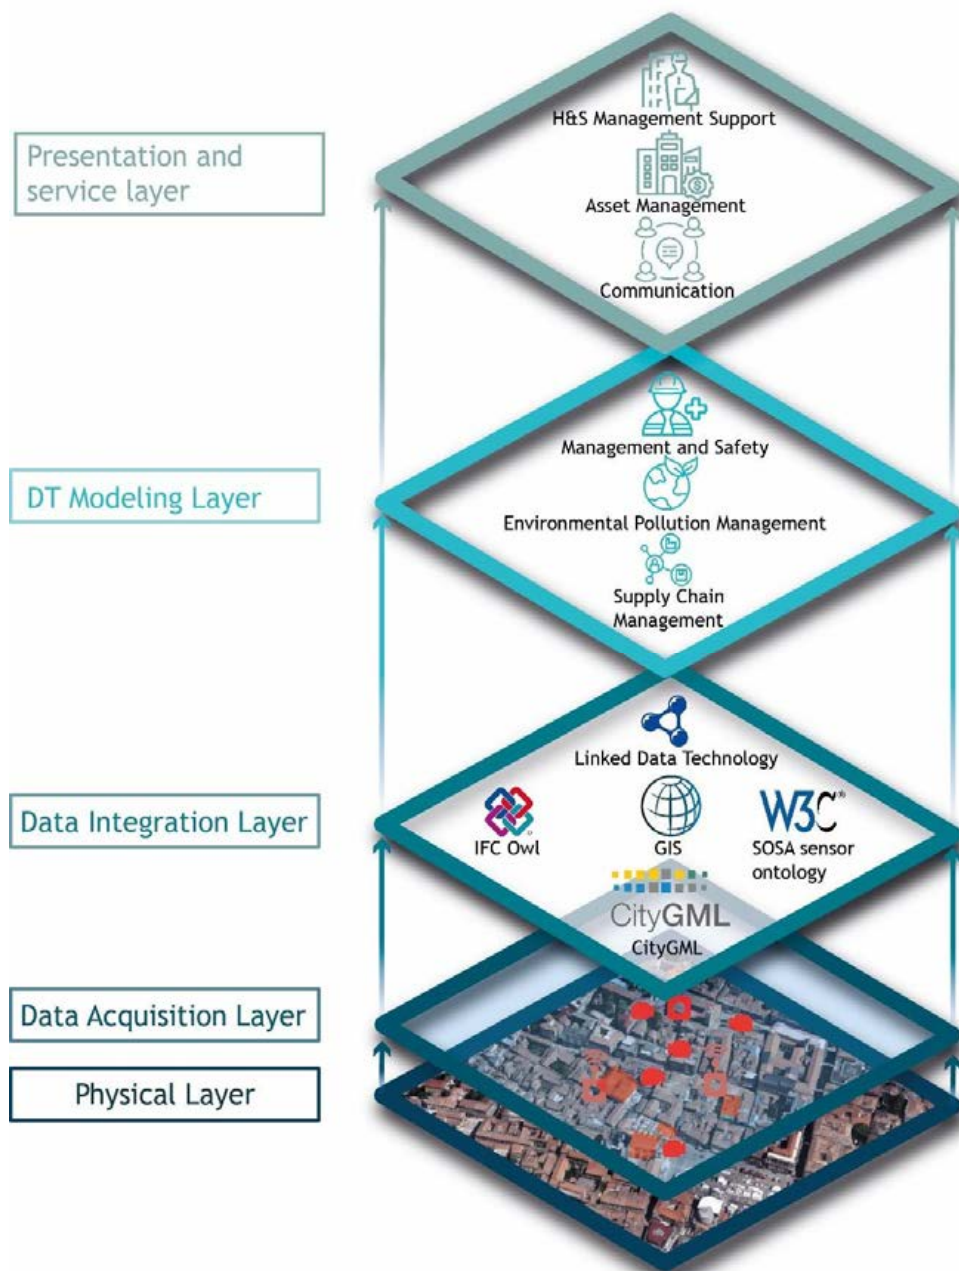 H&S Management Support
Presentation and
service layer
Asset Management
Communication
Management and Safety
DT Modeling Layer
Environmental Pollution Management
Supply Chain
Management
Linked Data Technology
Data Integration Layer
W3C®
IFC Owl
GIS
SOSA sensor
ontology
CityGML
CityGML
Data Acquisition Layer
Physical Layer